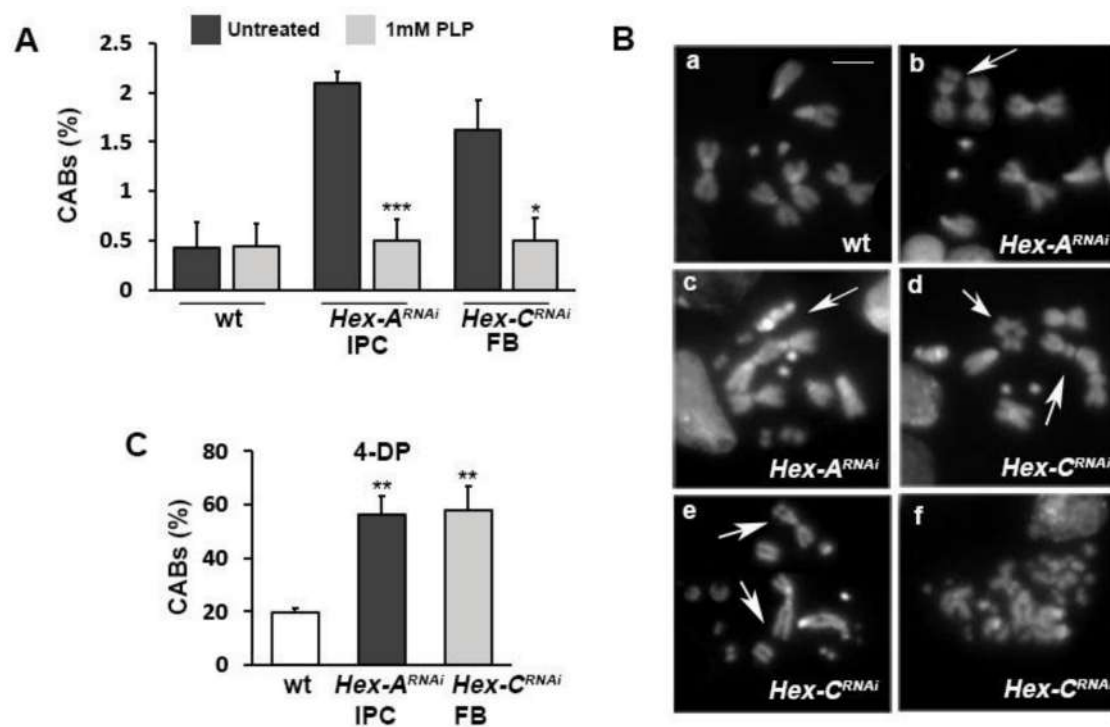 A
Untreated 1mM PLP
CABs (%)
2.5
2
1.5
1
0.5
0
wt Hex-A^RNAi Hex-C^RNAi
IPC FB
B
a
wt
b
Hex-A^RNAi
c
Hex-A^RNAi
d
Hex-C^RNAi
e
Hex-C^RNAi
f
Hex-C^RNAi
C
4-DP
CABs (%)
80
60
40
20
0
*** *
** **
wt Hex-A^RNAi Hex-C^RNAi
IPC FB